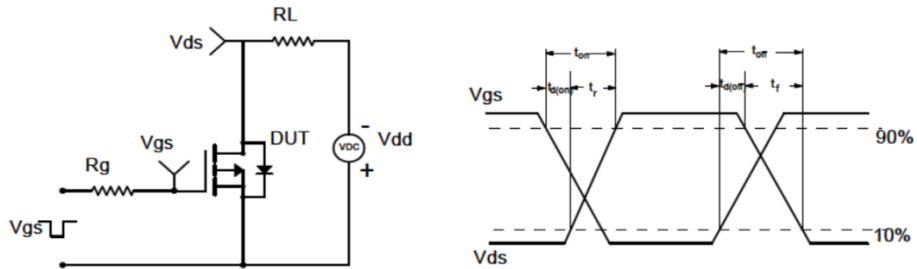 RL
Vds
Vgs
DUT
VDC
-
+
Vdd
Rg
Vgs
ton
toff
td(on)
tr
td(off)
tf
Vgs
90%
10%
Vds